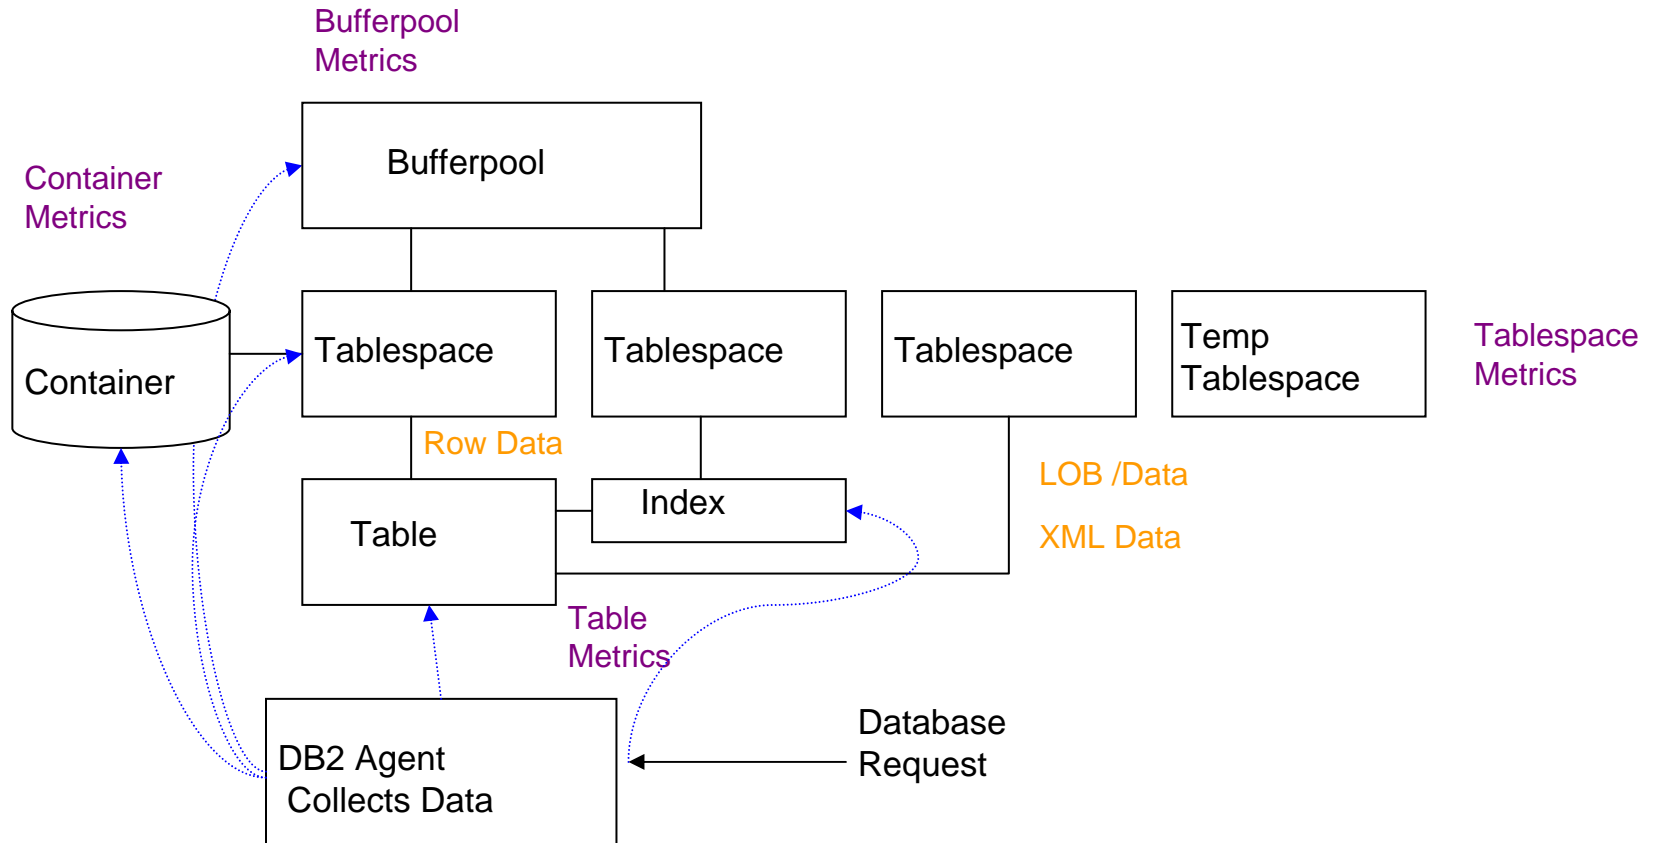 Bufferpool
Metrics
Bufferpool
Container
Metrics
Container
Tablespace
Tablespace
Tablespace
Temp
Tablespace
Tablespace
Metrics
Row Data
LOB /Data
XML Data
Index
Table
Table
Metrics
Database
Request
DB2 Agent
Collects Data